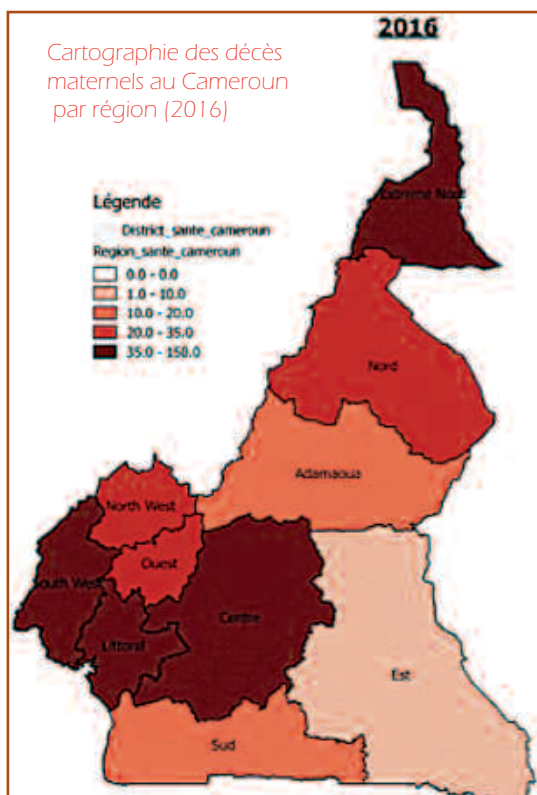 2016
Cartographie des décès
maternels au Cameroun
par région (2016)
Légende
District_sante_cameroun
Region_sante_cameroun
0.0 - 0.0
1.0 - 10.0
10.0 - 20.0
20.0 - 35.0
35.0 - 150.0
Extreme Nord
Nord
Adamaoua
North West
Ouest
South West
Centre
Littoral
Est
Sud